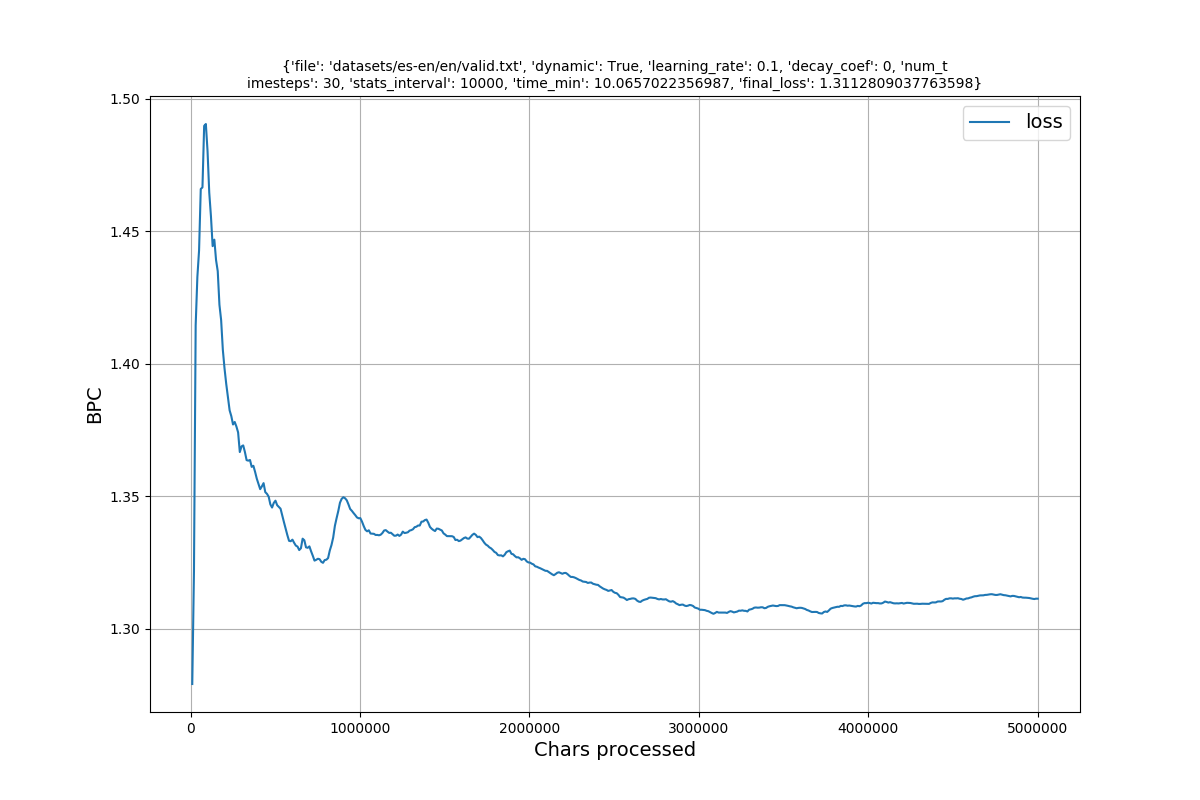 {'file': 'datasets/es-en/en/valid.txt', 'dynamic': True, 'learning_rate': 0.1, 'decay_coef': 0, 'num_t
imesteps': 30, 'stats_interval': 10000, 'time_min': 10.0657022356987, 'final_loss': 1.3112809037763598}
loss
1.50
1.45
1.40
1.35
1.30
BPC
0 1000000 2000000 3000000 4000000 5000000
Chars processed